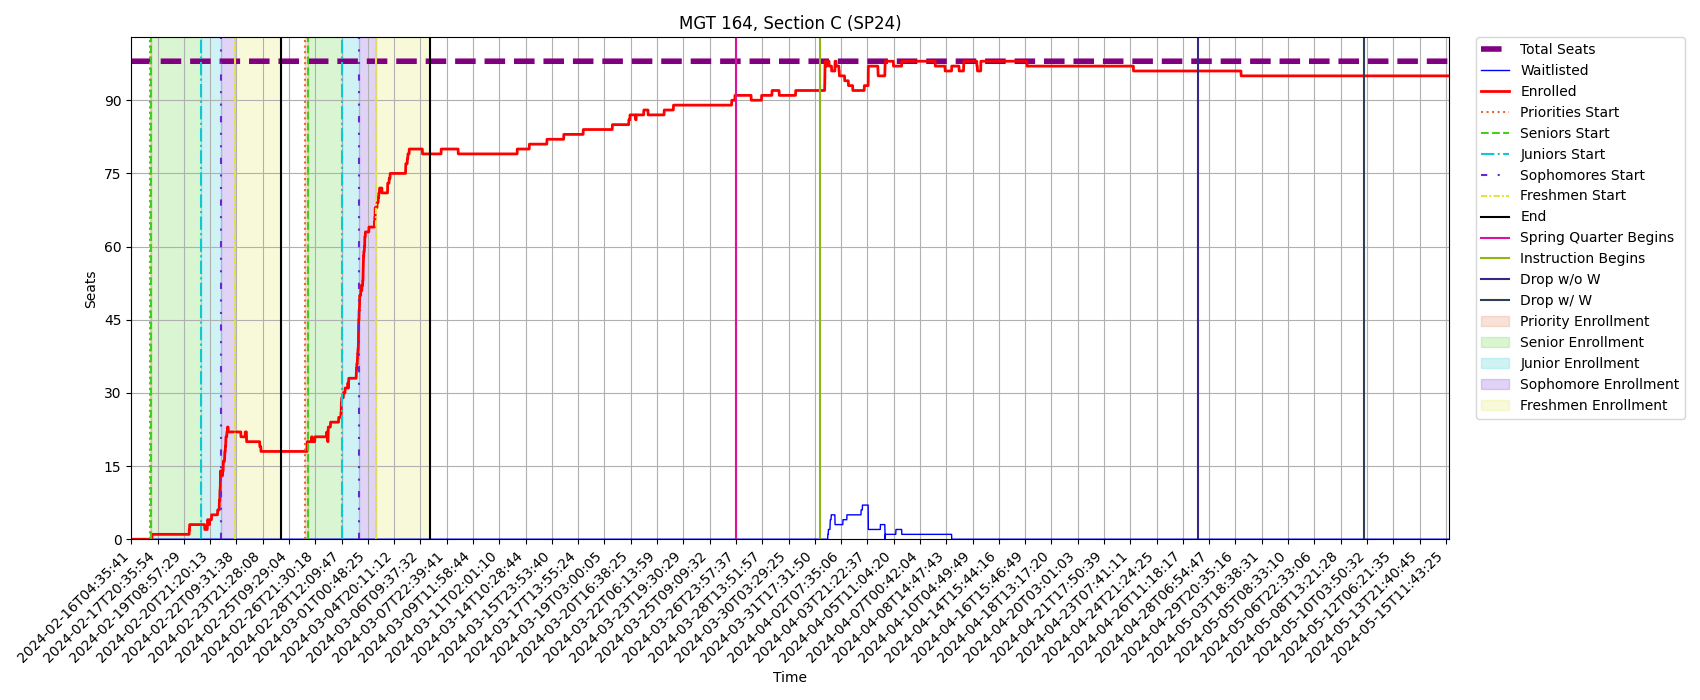 MGT 164, Section C (SP24)
Seats
90
75
60
45
30
15
0
2024-02-16T04:35:41
2024-02-17T20:35:54
2024-02-19T08:57:29
2024-02-20T21:20:13
2024-02-22T09:31:38
2024-02-23T21:28:08
2024-02-25T09:29:04
2024-02-26T21:30:18
2024-02-28T12:09:47
2024-03-01T00:48:25
2024-03-04T20:11:12
2024-03-06T09:37:32
2024-03-07T22:39:41
2024-03-09T11:58:44
2024-03-11T02:01:10
2024-03-14T10:28:44
2024-03-15T23:53:40
2024-03-17T13:55:24
2024-03-19T03:00:05
2024-03-20T16:38:25
2024-03-22T06:13:59
2024-03-23T19:30:29
2024-03-25T09:09:32
2024-03-26T23:57:37
2024-03-28T13:51:57
2024-03-30T03:29:25
2024-03-31T17:31:50
2024-04-02T07:35:06
2024-04-03T21:22:37
2024-04-05T11:04:20
2024-04-07T00:42:04
2024-04-08T14:47:43
2024-04-10T04:49:49
2024-04-14T15:44:16
2024-04-16T15:46:49
2024-04-18T13:17:20
2024-04-20T03:01:03
2024-04-21T17:50:39
2024-04-23T07:41:11
2024-04-24T21:24:25
2024-04-26T11:18:17
2024-04-28T06:54:47
2024-04-29T20:35:16
2024-05-03T18:38:31
2024-05-05T08:33:10
2024-05-06T22:33:06
2024-05-08T13:21:28
2024-05-10T03:50:32
2024-05-12T06:21:35
2024-05-13T21:40:45
2024-05-15T11:43:25
Time
Total Seats
Waitlisted
Enrolled
Priorities Start
Seniors Start
Juniors Start
Sophomores Start
Freshmen Start
End
Spring Quarter Begins
Instruction Begins
Drop w/o W
Drop w/ W
Priority Enrollment
Senior Enrollment
Junior Enrollment
Sophomore Enrollment
Freshmen Enrollment